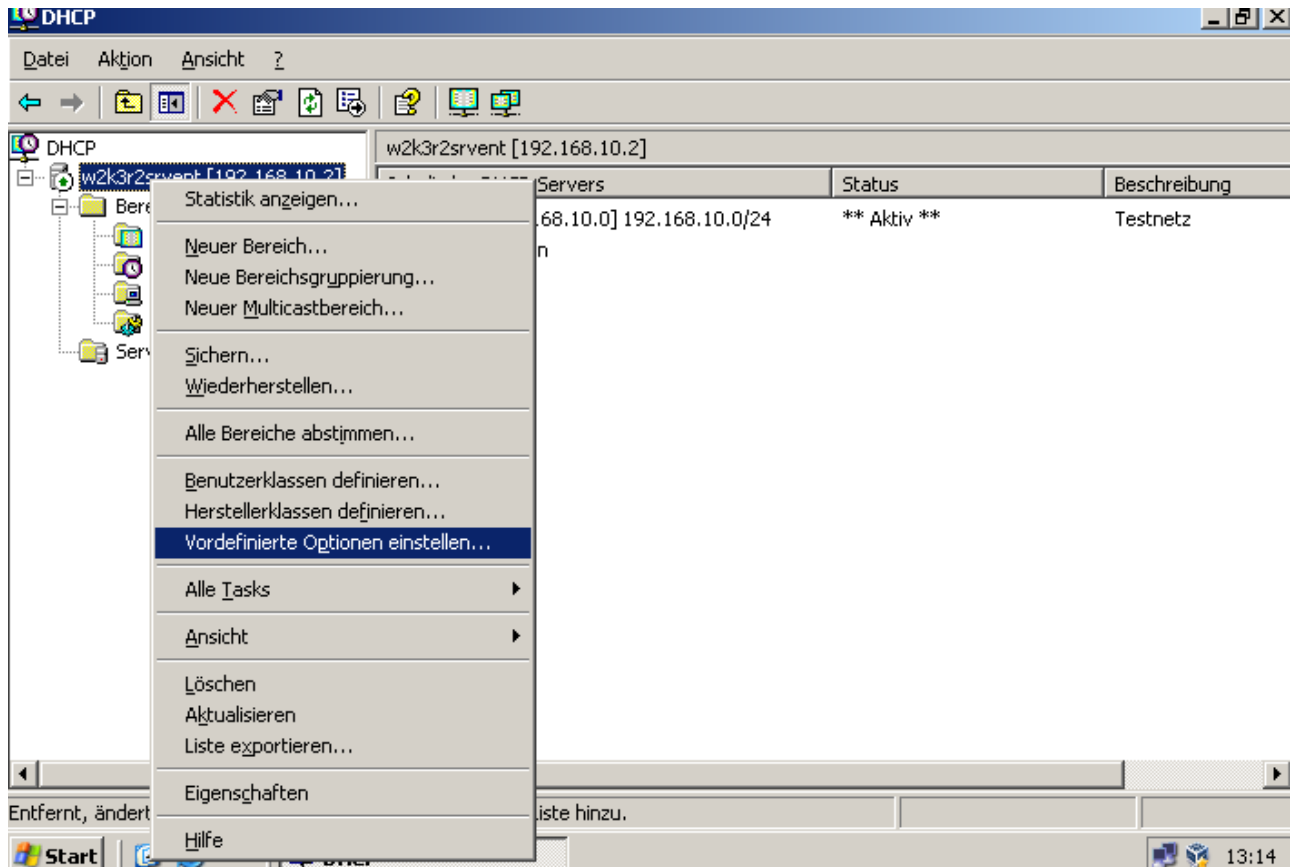 DHCP
Datei Aktion Ansicht ?
DHCP
w2k3r2srvent [192.168.10.2]
w2k3r2srvent [192.168.10.2]
Servers Status Beschreibung
.68.10.0] 192.168.10.0/24 ** Aktiv ** Testnetz
n
Bere
Serv
Statistik anzeigen...
Neuer Bereich...
Neue Bereichsgruppierung...
Neuer Multicastbereich...
Sichern...
Wiederherstellen...
Alle Bereiche abstimmen...
Benutzerklassen definieren...
Herstellerklassen definieren...
Vordefinierte Optionen einstellen...
Alle Tasks
Ansicht
Löschen
Aktualisieren
Liste exportieren...
Eigenschaften
Hilfe
Entfernt, ändert
Liste hinzu.
Start
13:14